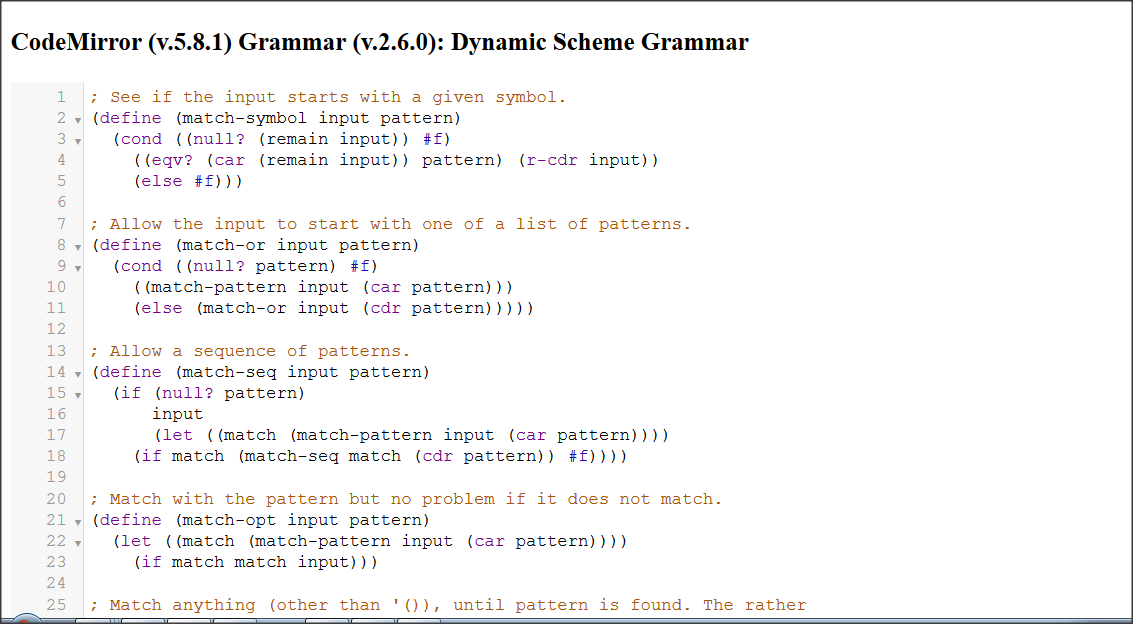 CodeMirror (v.5.8.1) Grammar (v.2.6.0): Dynamic Scheme Grammar
1 ; See if the input starts with a given symbol.
2 (define (match-symbol input pattern)
3 (cond ((null? (remain input)) #f)
4 ((eqv? (car (remain input)) pattern) (r-cdr input))
5 (else #f)))
6
7 ; Allow the input to start with one of a list of patterns.
8 (define (match-or input pattern)
9 (cond ((null? pattern) #f)
10 ((match-pattern input (car pattern)))
11 (else (match-or input (cdr pattern)))))
12
13 ; Allow a sequence of patterns.
14 (define (match-seq input pattern)
15 (if (null? pattern)
16 input
17 (let ((match (match-pattern input (car pattern))))
18 (if match (match-seq match (cdr pattern)) #f))))
19
20 ; Match with the pattern but no problem if it does not match.
21 (define (match-opt input pattern)
22 (let ((match (match-pattern input (car pattern))))
23 (if match match input)))
24
25 ; Match anything (other than '()), until pattern is found. The rather